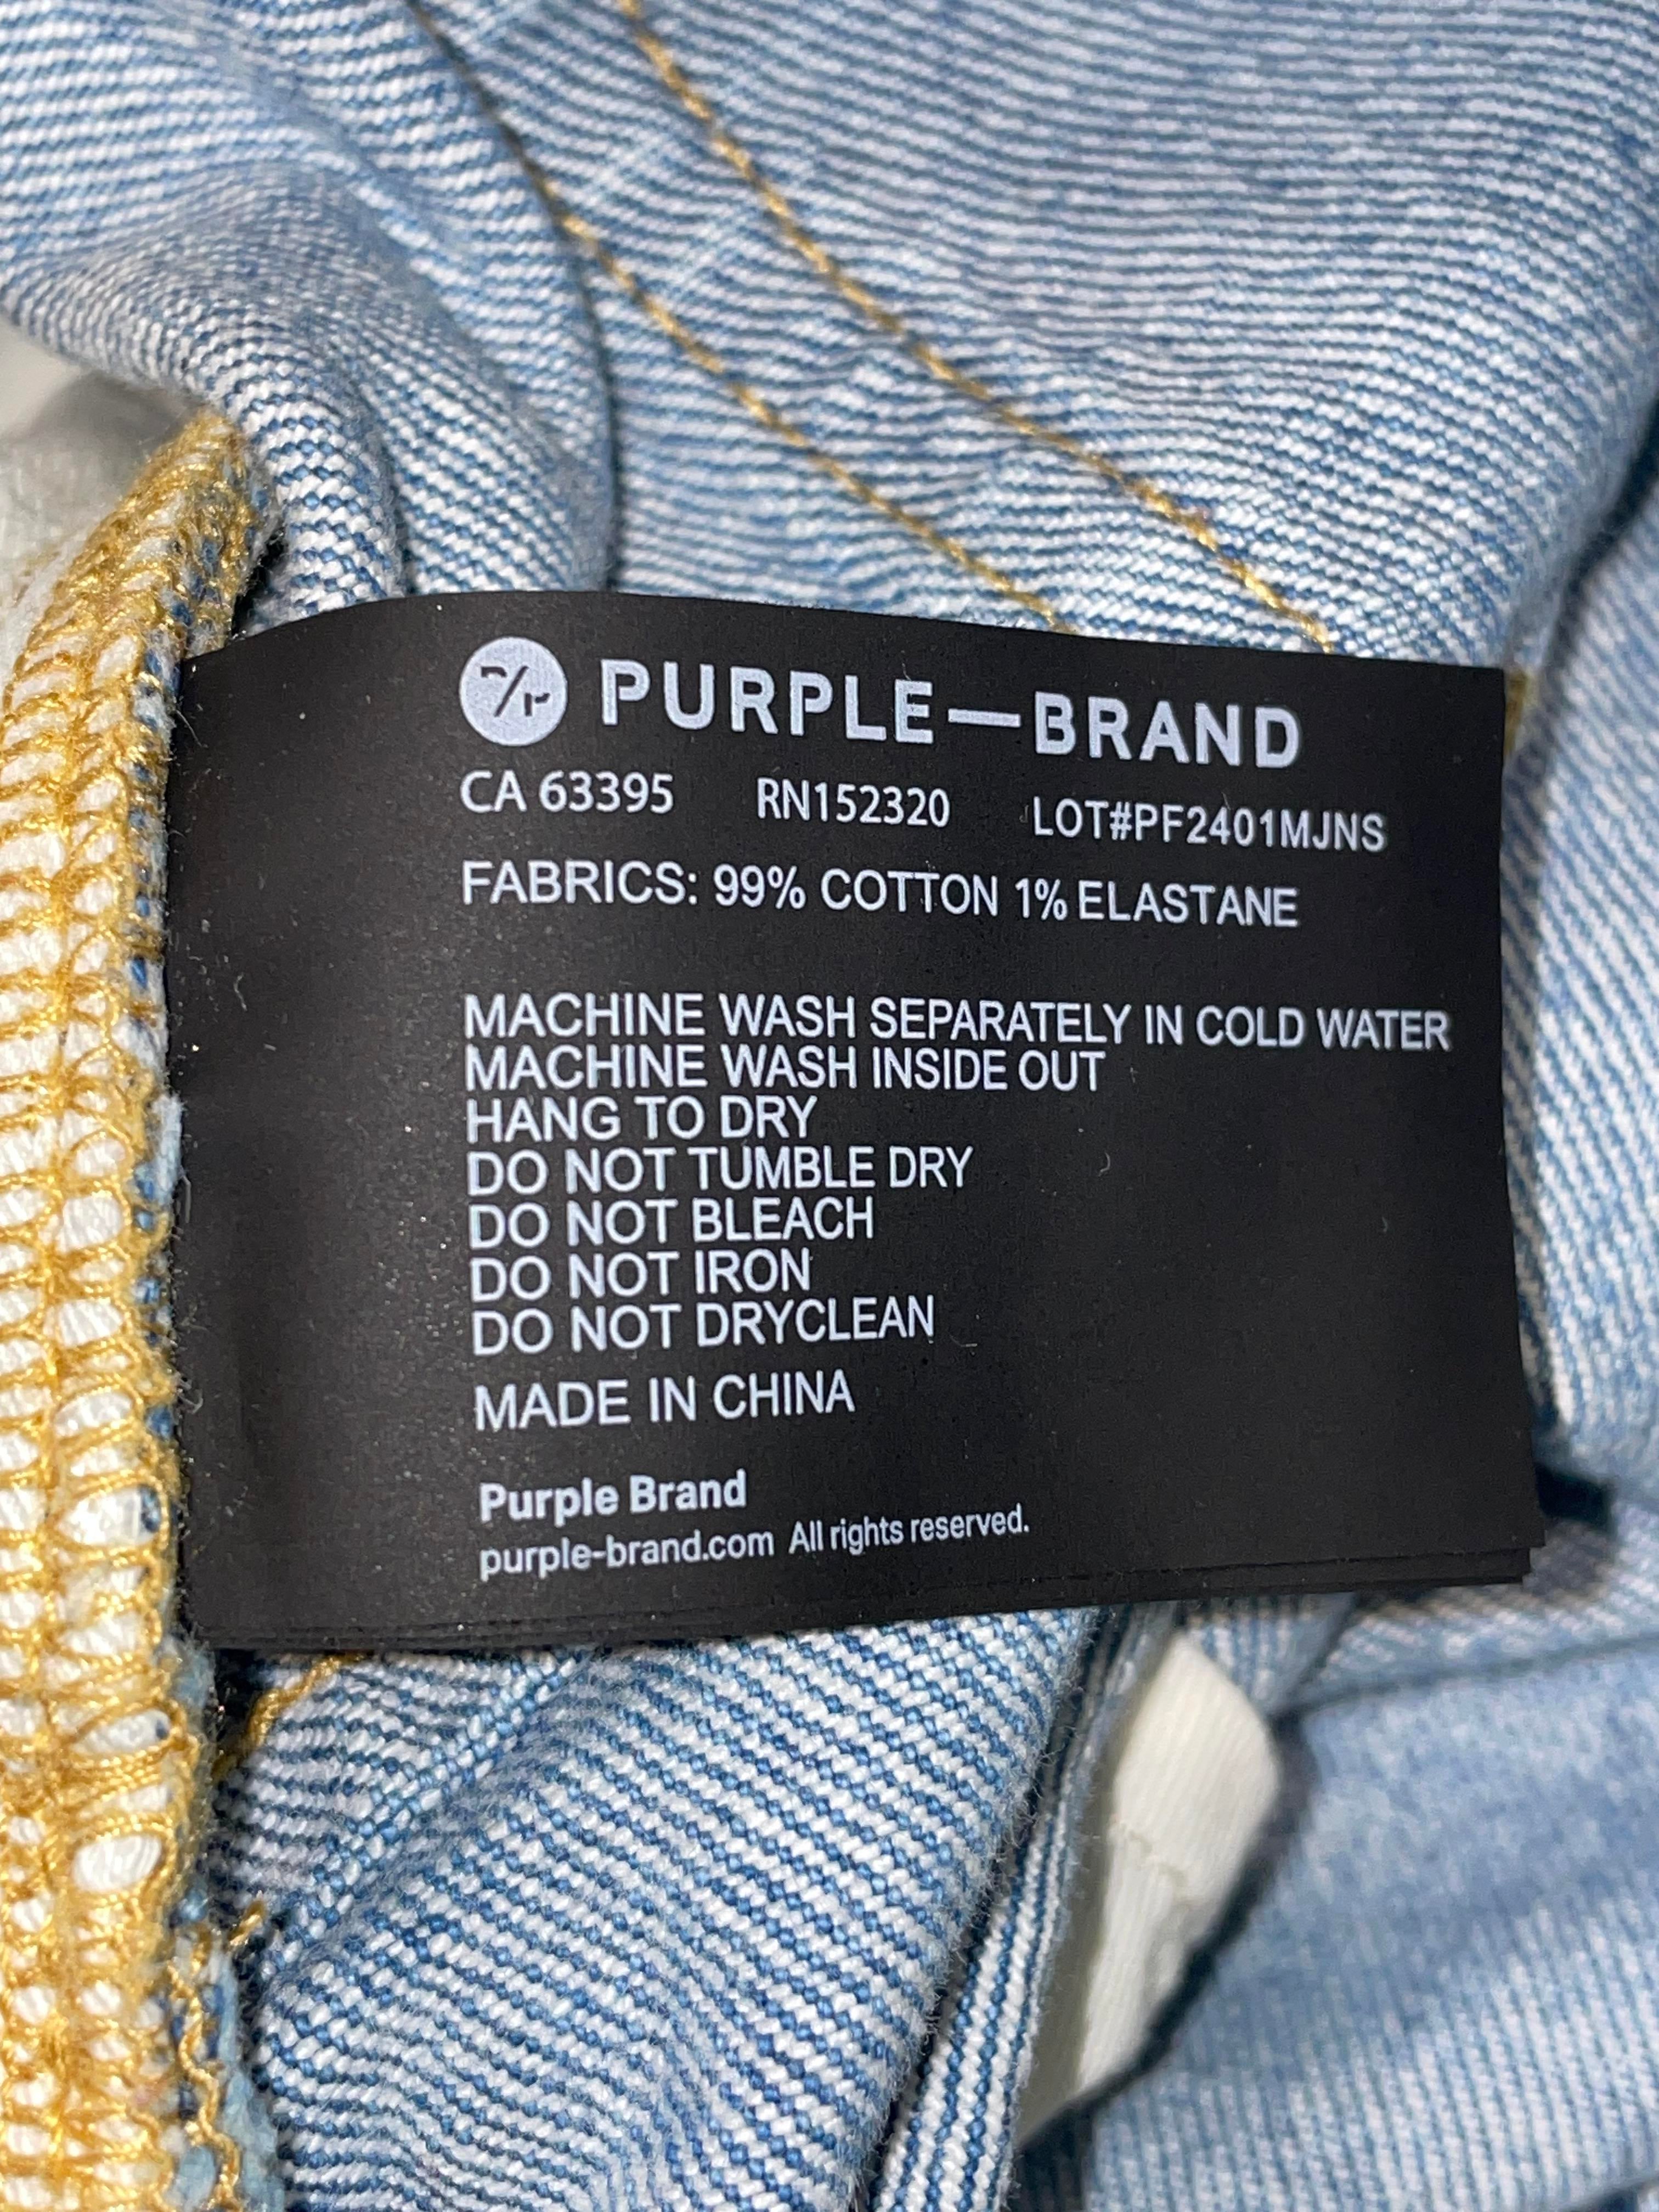 PURPLE—BRAND
CA 63395 RN152320 LOT#PF2401MJNS
FABRICS: 99% COTTON 1% ELASTANE
MACHINE WASH SEPARATELY IN COLD WATER
MACHINE WASH INSIDE OUT
HANG TO DRY
DO NOT TUMBLE DRY
DO NOT BLEACH
DO NOT IRON
DO NOT DRYCLEAN
MADE IN CHINA
Purple Brand
purple-brand.com All rights reserved.